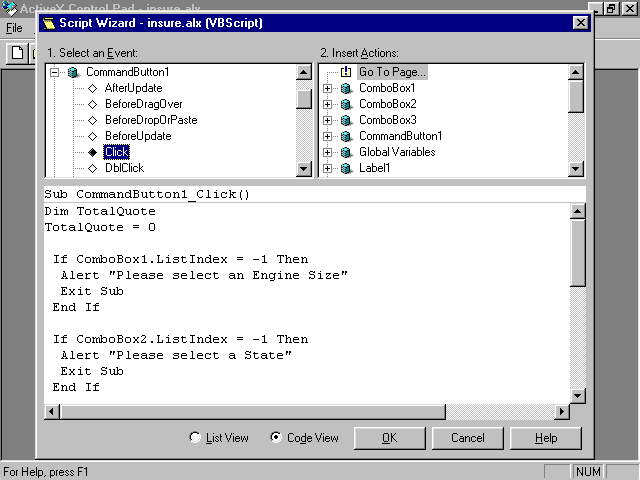 ActiveX Control Pad - insure.alx
File
Script Wizard - insure.alx (VBScript)
1. Select an Event:
CommandButton1
AfterUpdate
BeforeDragOver
BeforeDropOrPaste
BeforeUpdate
Click
DblClick
2. Insert Actions:
Go To Page...
ComboBox1
ComboBox2
ComboBox3
CommandButton1
Global Variables
Label1
Sub CommandButton1_Click()
Dim TotalQuote
TotalQuote = 0
If ComboBox1.ListIndex = -1 Then
Alert "Please select an Engine Size"
Exit Sub
End If
If ComboBox2.ListIndex = -1 Then
Alert "Please select a State"
Exit Sub
End If
List View
Code View
OK
Cancel
Help
For Help, press F1
NUM